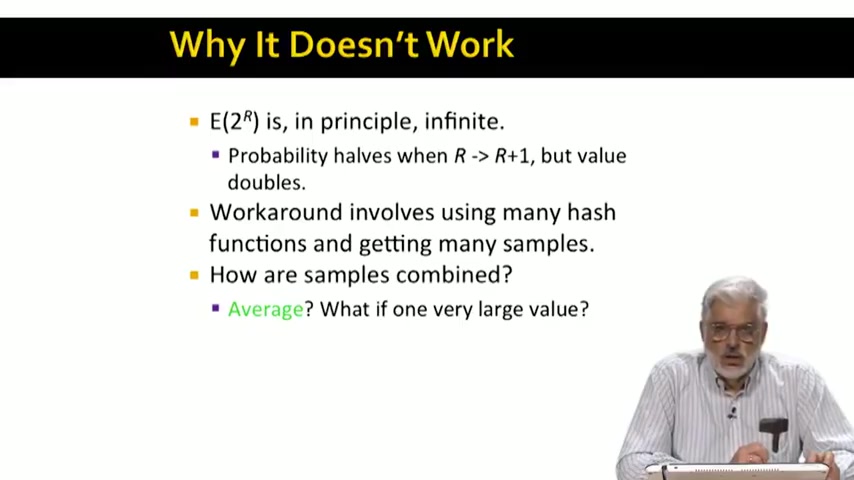 Why It Doesn't Work
E(2^R) is, in principle, infinite.
Probability halves when R -> R+1, but value
doubles.
Workaround involves using many hash
functions and getting many samples.
How are samples combined?
Average? What if one very large value?